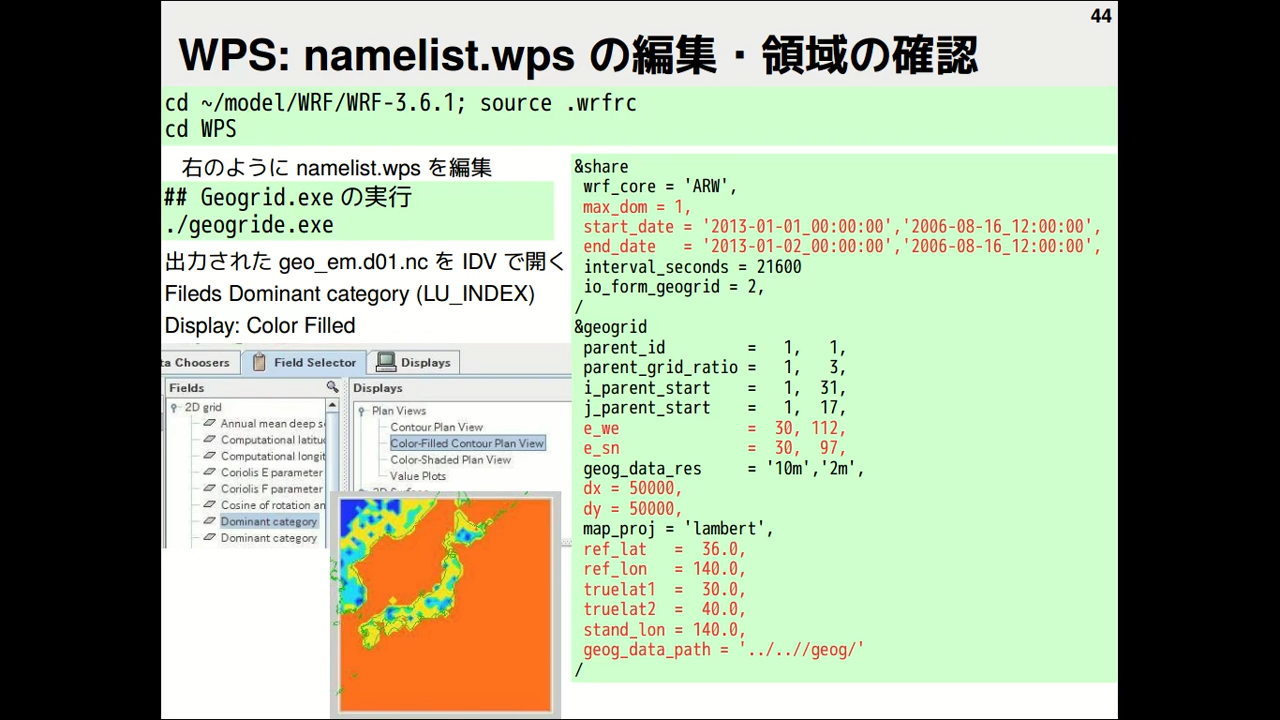 44
WPS: namelist.wps の編集・領域の確認
cd ~/model/WRF/WRF-3.6.1; source .wrfrc
cd WPS
右のように namelist.wps を編集
## Geogrid.exe の実行
./geogride.exe
出力された geo_em.d01.nc を IDV で開く
Fileds Dominant category (LU_INDEX)
Display: Color Filled
ta Choosers
Field Selector
Displays
Fields
2D grid
Annual mean deep s
Computational latitud
Computational longit
Coriolis E parameter
Coriolis F parameter
Cosine of rotation an
Dominant category
Dominant category
Displays
Plan Views
Contour Plan View
Color-Filled Contour Plan View
Color-Shaded Plan View
Value Plots
&share
wrf_core = 'ARW',
max_dom = 1,
start_date = '2013-01-01_00:00:00','2006-08-16_12:00:00',
end_date   = '2013-01-02_00:00:00','2006-08-16_12:00:00',
interval_seconds = 21600
io_form_geogrid = 2,
/
&geogrid
parent_id         =   1,   1,
parent_grid_ratio =   1,   3,
i_parent_start    =   1,  31,
j_parent_start    =   1,  17,
e_we              =  30, 112,
e_sn              =  30,  97,
geog_data_res     = '10m','2m',
dx = 50000,
dy = 50000,
map_proj = 'lambert',
ref_lat   =  36.0,
ref_lon   = 140.0,
truelat1  =  30.0,
truelat2  =  40.0,
stand_lon = 140.0,
geog_data_path = '../..//geog/'
/